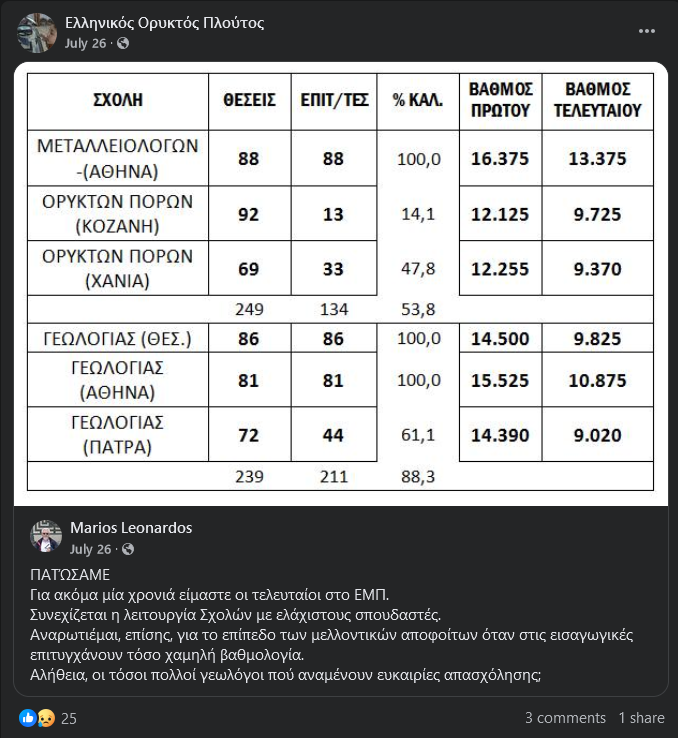 Ελληνικός Ορυκτός Πλούτος
July 26 ·
ΣΧΟΛΗ ΘΕΣΕΙΣ ΕΠΙΤ/ΤΕΣ % ΚΑΛ. ΒΑΘΜΟΣ ΠΡΩΤΟΥ ΒΑΘΜΟΣ ΤΕΛΕΥΤΑΙΟΥ
ΜΕΤΑΛΛΕΙΟΛΟΓΩΝ
-(ΑΘΗΝΑ) 88 88 100,0 16.375 13.375
ΟΡΥΚΤΩΝ ΠΟΡΩΝ
(ΚΟΖΑΝΗ) 92 13 14,1 12.125 9.725
ΟΡΥΚΤΩΝ ΠΟΡΩΝ
(ΧΑΝΙΑ) 69 33 47,8 12.255 9.370
249 134 53,8
ΓΕΩΛΟΓΙΑΣ (ΘΕΣ.) 86 86 100,0 14.500 9.825
ΓΕΩΛΟΓΙΑΣ
(ΑΘΗΝΑ) 81 81 100,0 15.525 10.875
ΓΕΩΛΟΓΙΑΣ
(ΠΑΤΡΑ) 72 44 61,1 14.390 9.020
239 211 88,3
Marios Leonardos
July 26 ·
ΠΑΤΏΣΑΜΕ
Για ακόμα μία χρονιά είμαστε οι τελευταίοι στο ΕΜΠ.
Συνεχίζεται η λειτουργία Σχολών με ελάχιστους σπουδαστές.
Αναρωτιέμαι, επίσης, για το επίπεδο των μελλοντικών αποφοίτων όταν στις εισαγωγικές
επιτυγχάνουν τόσο χαμηλή βαθμολογία.
Αλήθεια, οι τόσοι πολλοί γεωλόγοι πού αναμένουν ευκαιρίες απασχόλησης;
25 3 comments 1 share